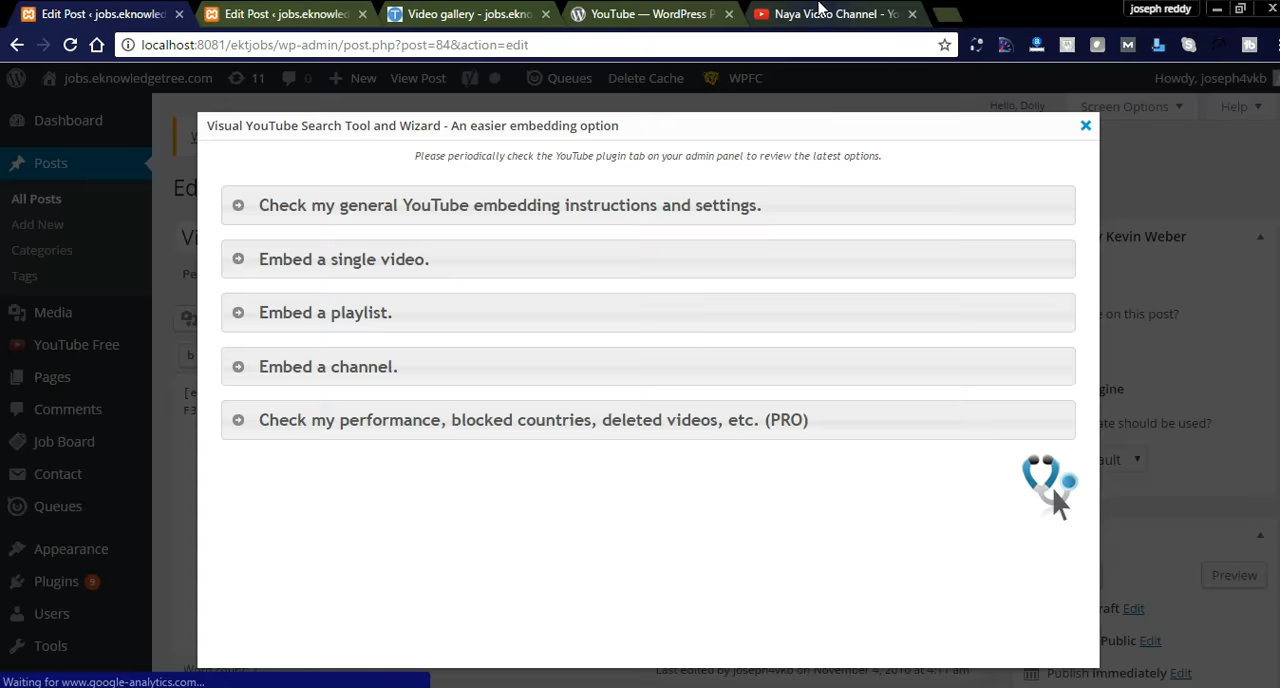 Edit Post ‹ jobs.eknowled
Edit Post ‹ jobs.eknowled
Video gallery - jobs.ekno
YouTube — WordPress P
Naya Video Channel - Yo
joseph reddy
localhost:8081/ektjobs/wp-admin/post.php?post=84&action=edit
jobs.eknowledgetree.com
11
0
New
View Post
Queues
Delete Cache
WPFC
Howdy, joseph4vkb
Hello, Dolly
Screen Options
Help
Dashboard
Posts
All Posts
Add New
Categories
Tags
Media
YouTube Free
Pages
Comments
Job Board
Contact
Queues
Appearance
Plugins 9
Users
Tools
Visual YouTube Search Tool and Wizard - An easier embedding option
Please periodically check the YouTube plugin tab on your admin panel to review the latest options.
Check my general YouTube embedding instructions and settings.
Embed a single video.
Embed a playlist.
Embed a channel.
Check my performance, blocked countries, deleted videos, etc. (PRO)
Ed
Vi
Pe
b
[e
F3
y Kevin Weber
e on this post?
gine
ate should be used?
ault
Preview
raft Edit
Public Edit
Publish Immediately Edit
Last edited by joseph4vkb on November 4, 2016 at 4:11 am
Waiting for www.google-analytics.com...